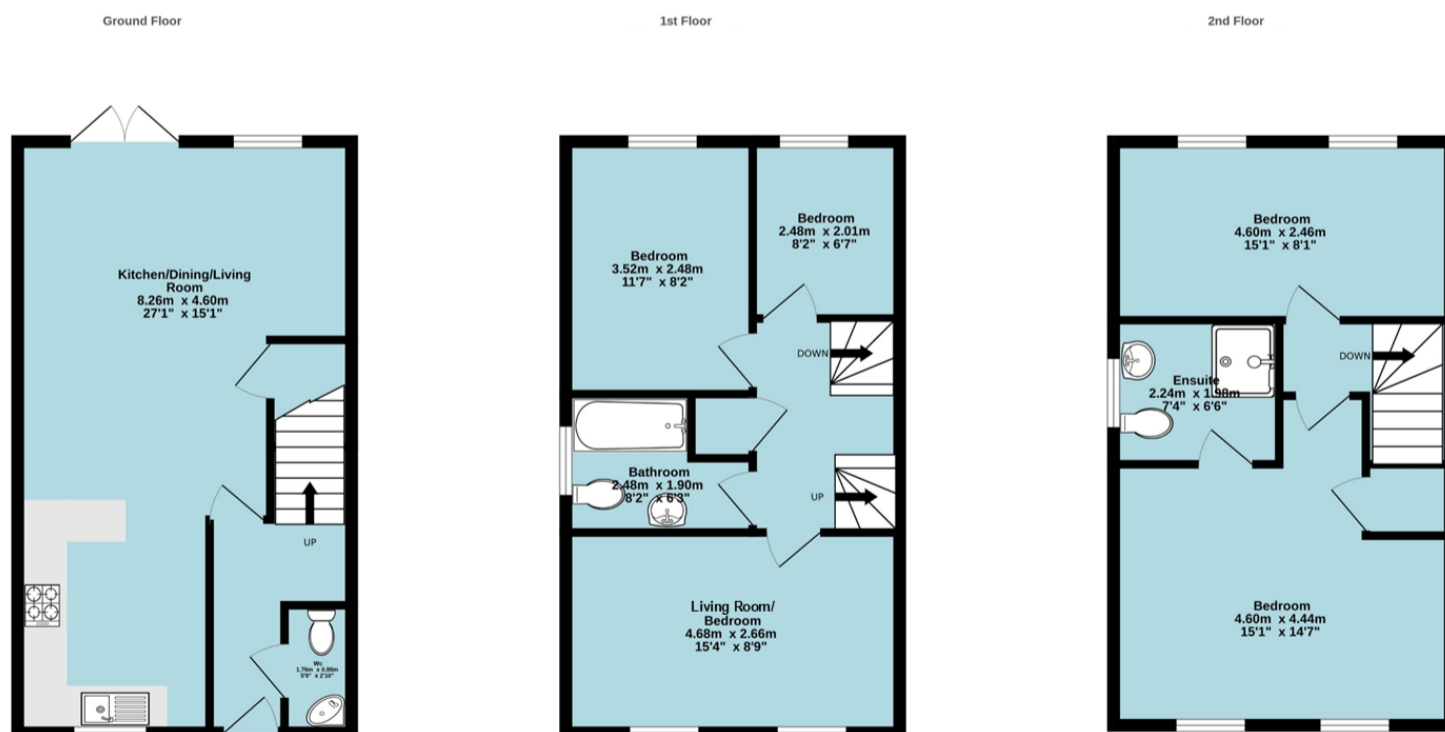 Ground Floor
Kitchen/Dining/Living
Room
8.26m x 4.60m
27'1" x 15'1"
UP
Wc
1.76m x 0.86m
5'9" x 2'10"
1st Floor
Bedroom
2.48m x 2.01m
8'2" x 6'7"
Bedroom
3.52m x 2.48m
11'7" x 8'2"
DOWN
Bathroom
2.48m x 1.90m
8'2" x 6'3"
UP
Living Room/
Bedroom
4.68m x 2.66m
15'4" x 8'9"
2nd Floor
Bedroom
4.60m x 2.46m
15'1" x 8'1"
DOWN
Ensuite
2.24m x 1.98m
7'4" x 6'6"
Bedroom
4.60m x 4.44m
15'1" x 14'7"